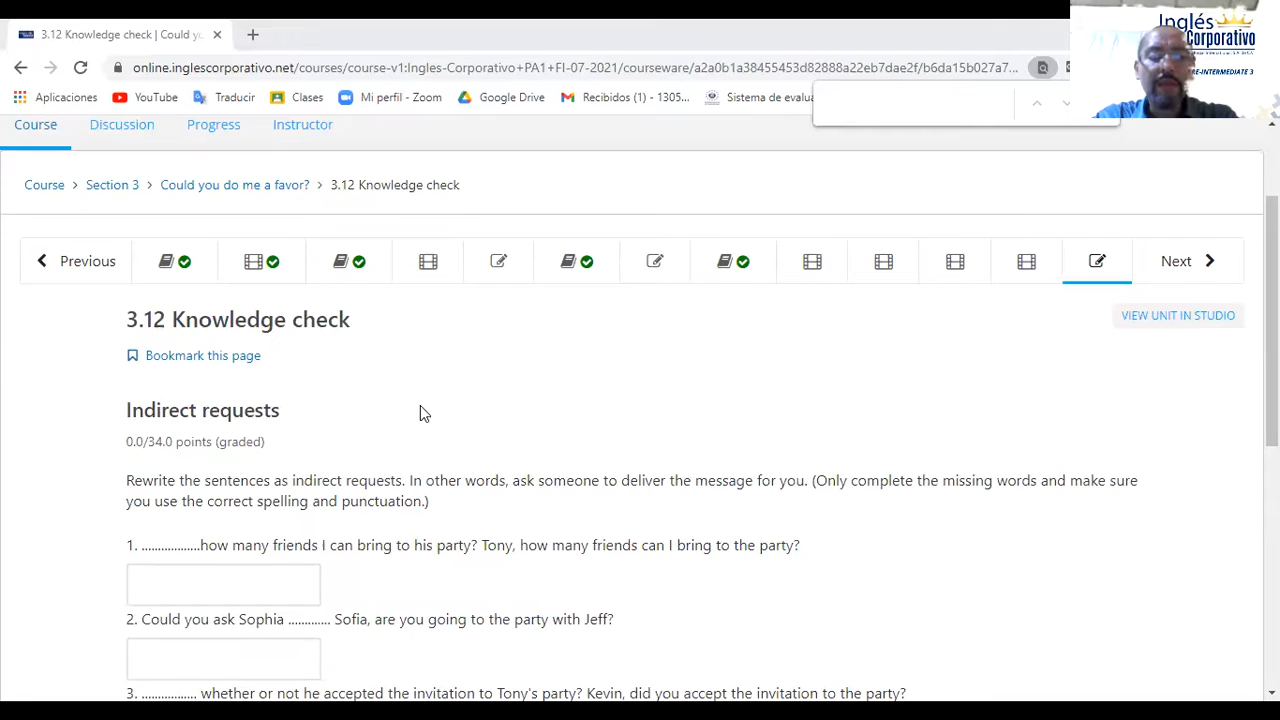 3.12 Knowledge check | Could yo
Inglés
Corporativo
RE-INTERMEDIATE 3
online.inglescorporativo.net/courses/course-v1:Ingles-Cor
PA1+FI-07-2021/courseware/a2a0b1a38455453c83888a22eb7dae2f/b6da15b027a7...
Aplicaciones
YouTube
Traducir
Clases
Mi perfil - Zoom
Google Drive
Recibidos (1) - 1305...
Sistema de evalua
Course
Discussion
Progress
Instructor
Course > Section 3 > Could you do me a favor? > 3.12 Knowledge check
Previous
Next
3.12 Knowledge check
VIEW UNIT IN STUDIO
Bookmark this page
Indirect requests
0.0/34.0 points (graded)
Rewrite the sentences as indirect requests. In other words, ask someone to deliver the message for you. (Only complete the missing words and make sure
you use the correct spelling and punctuation.)
1. ..................how many friends I can bring to his party? Tony, how many friends can I bring to the party?
2. Could you ask Sophia ............. Sofia, are you going to the party with Jeff?
3. ................. whether or not he accepted the invitation to Tony's party? Kevin, did you accept the invitation to the party?